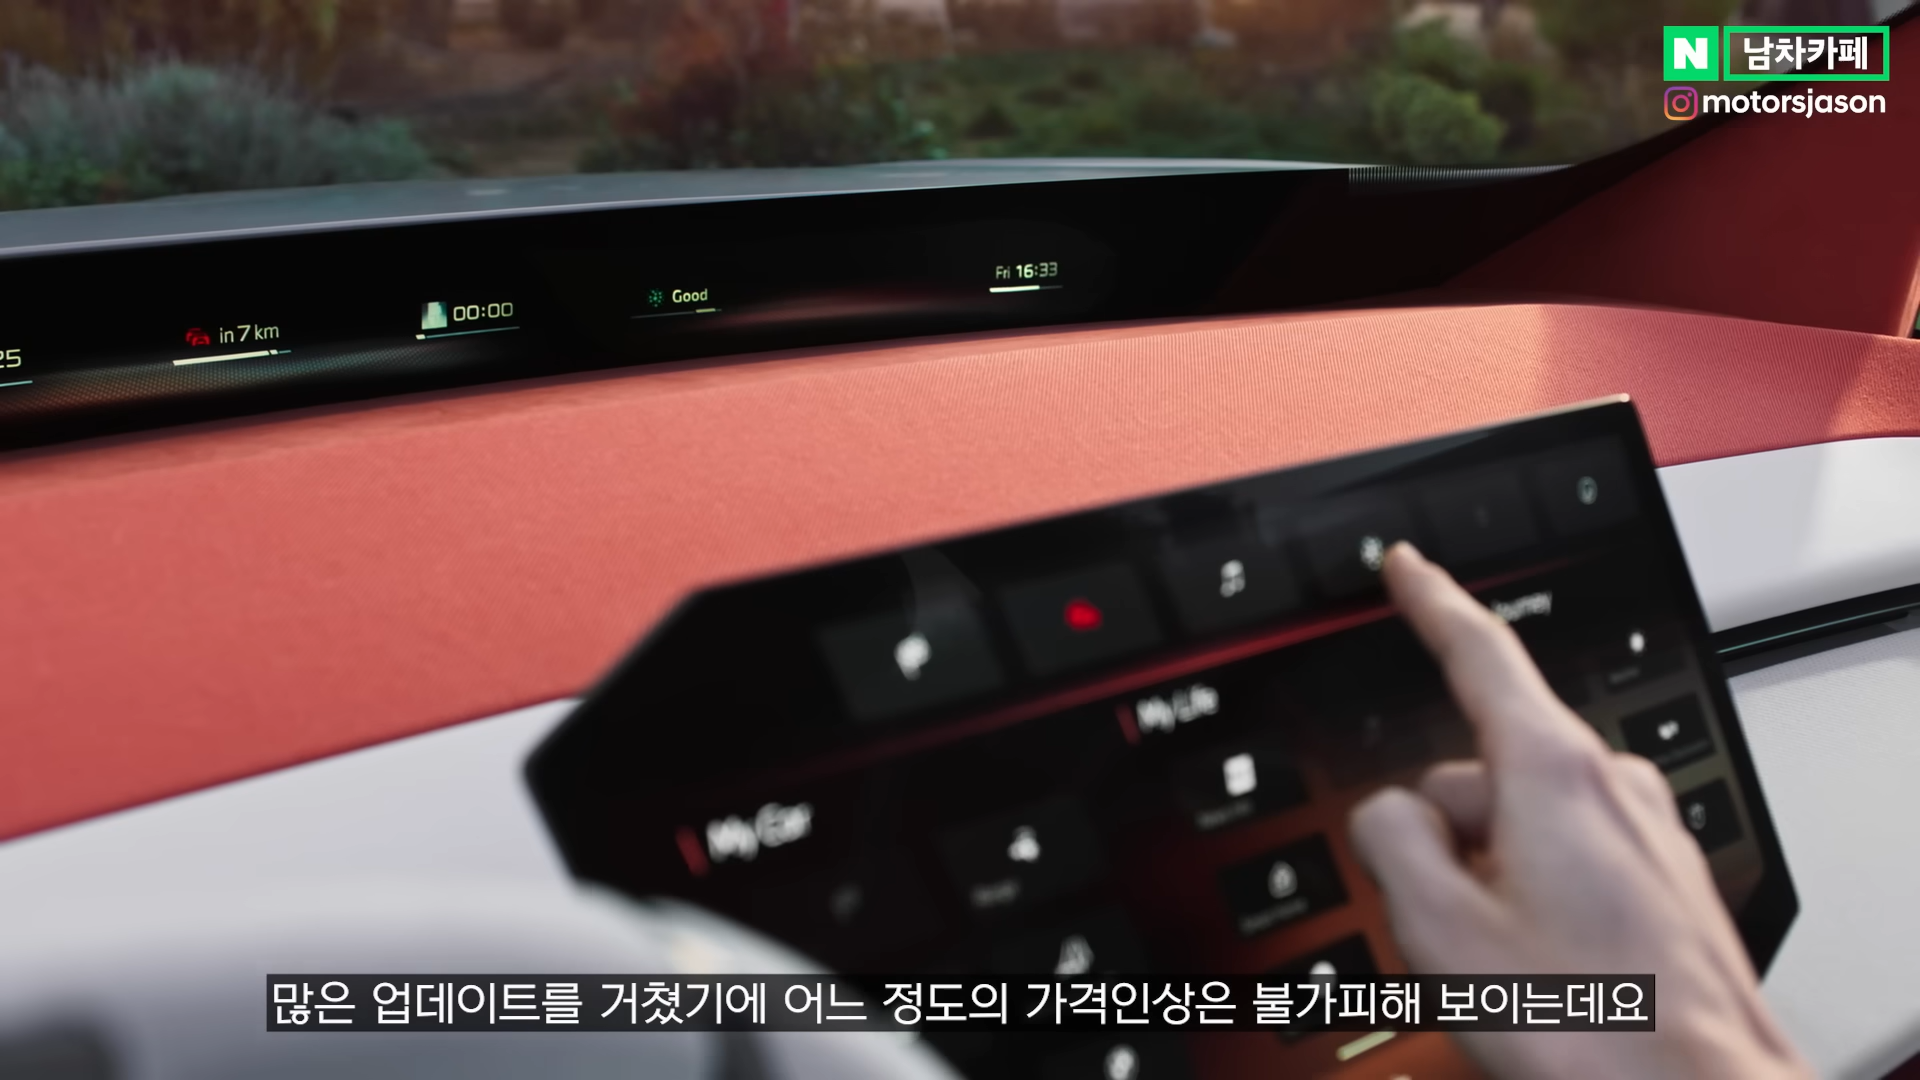 N 남차카페
motorsjason
Fri 16:33
Good
00:00
in 7 km
25
My Life
My Car
많은 업데이트를 거쳤기에 어느 정도의 가격인상은 불가피해 보이는데요